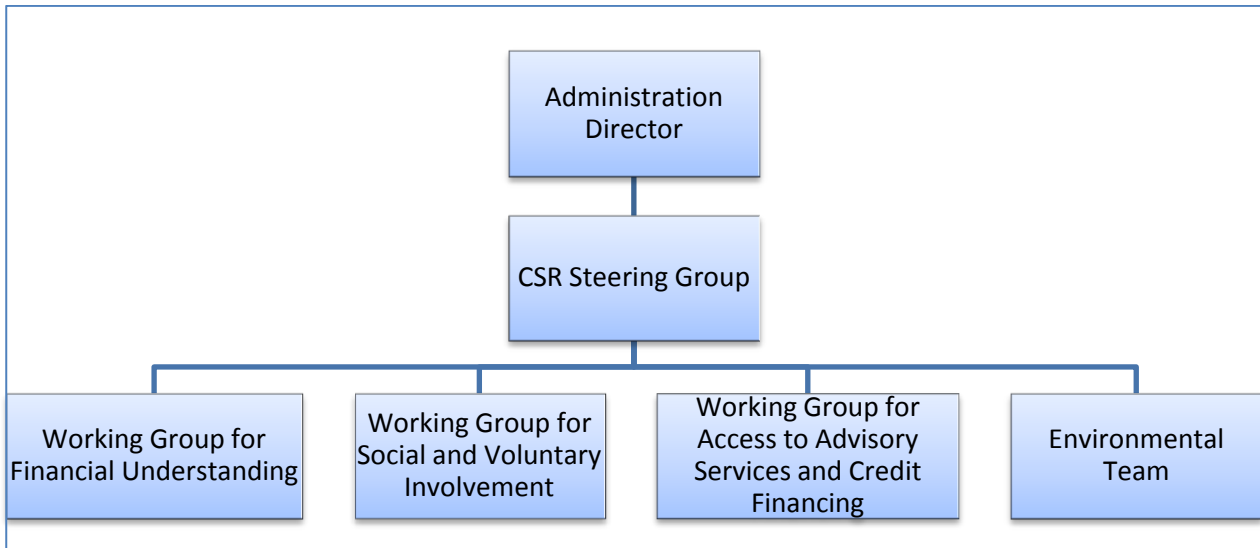 Administration
Director
CSR Steering Group
Working Group for
Financial Understanding
Working Group for
Social and Voluntary
Involvement
Working Group for
Access to Advisory
Services and Credit
Financing
Environmental
Team